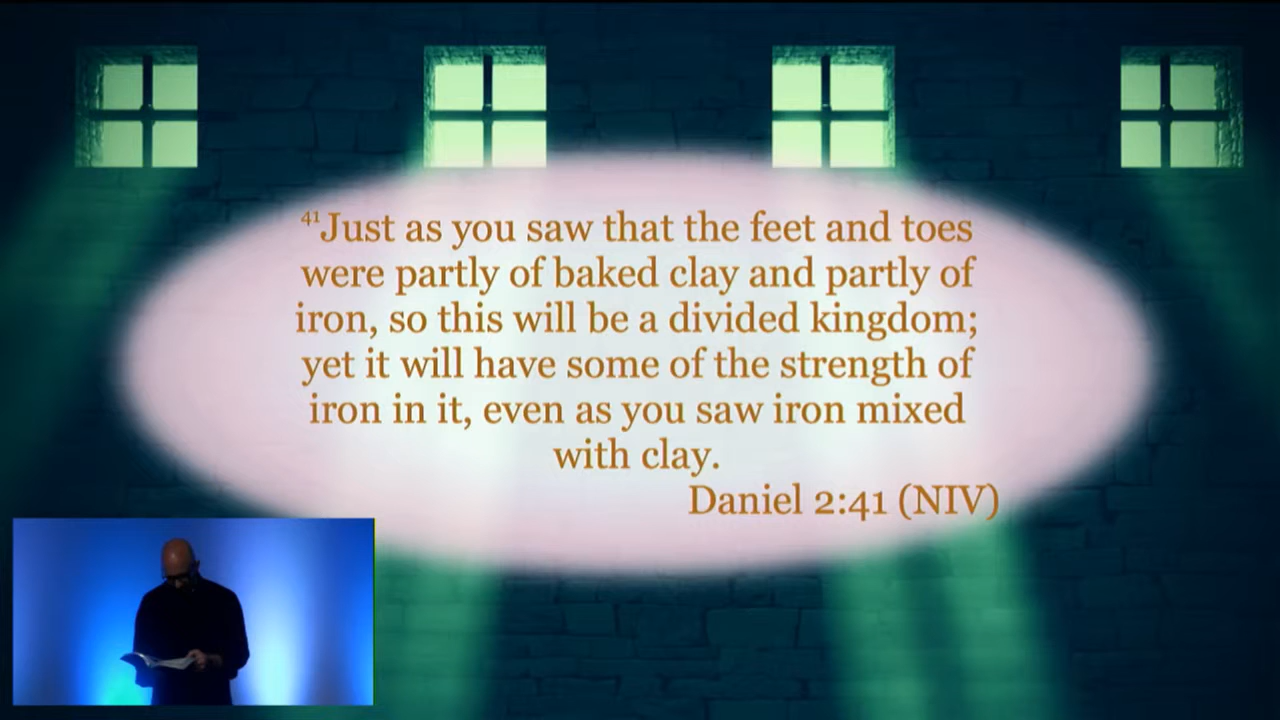 41Just as you saw that the feet and toes
were partly of baked clay and partly of
iron, so this will be a divided kingdom;
yet it will have some of the strength of
iron in it, even as you saw iron mixed
with clay.
Daniel 2:41 (NIV)